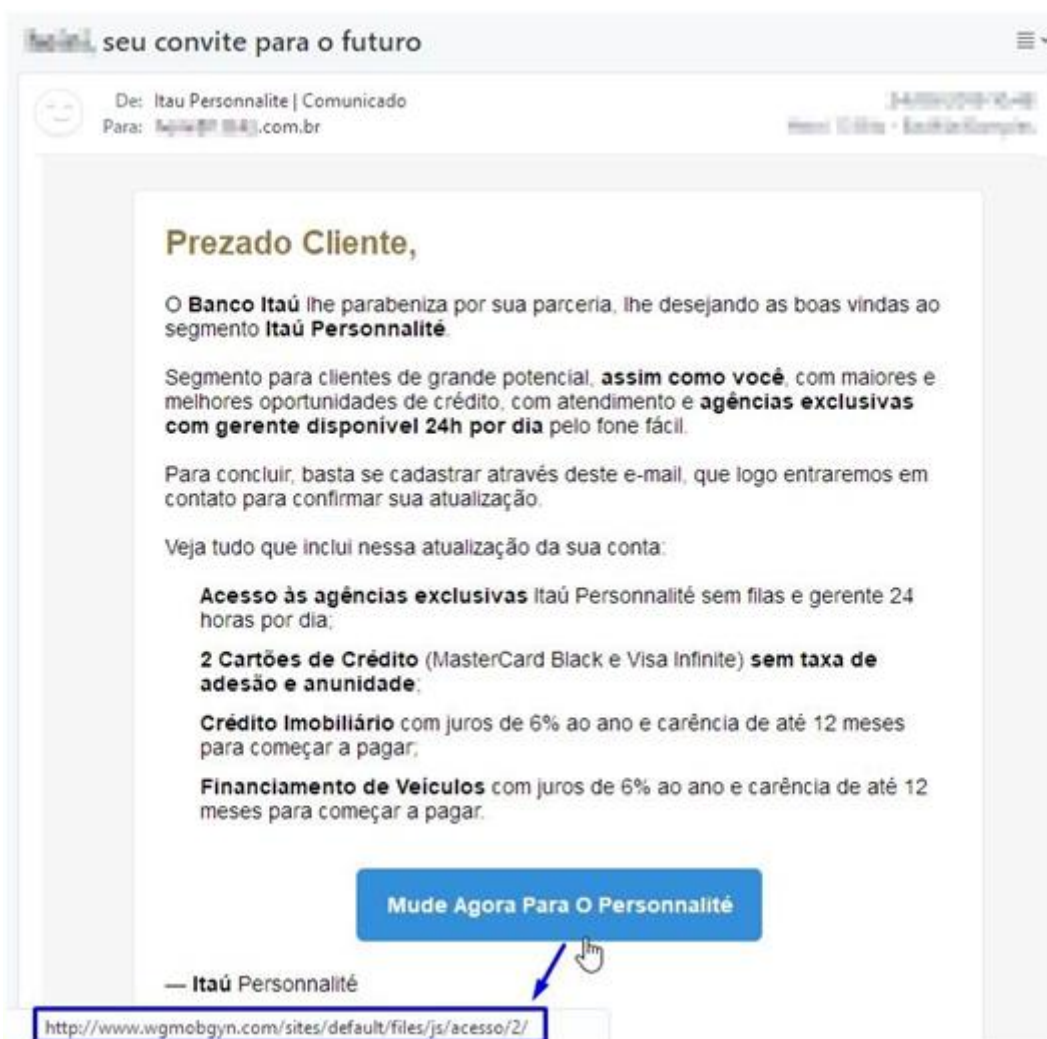 seu convite para o futuro
De: Itau Personnalite | Comunicado
Para: .com.br
Prezado Cliente,
O Banco Itaú lhe parabeniza por sua parceria, lhe desejando as boas vindas ao
segmento Itaú Personnalité.
Segmento para clientes de grande potencial, assim como você, com maiores e
melhores oportunidades de crédito, com atendimento e agências exclusivas
com gerente disponível 24h por dia pelo fone fácil.
Para concluir, basta se cadastrar através deste e-mail, que logo entraremos em
contato para confirmar sua atualização.
Veja tudo que inclui nessa atualização da sua conta:
Acesso às agências exclusivas Itaú Personnalité sem filas e gerente 24
horas por dia;
2 Cartões de Crédito (MasterCard Black e Visa Infinite) sem taxa de
adesão e anunidade;
Crédito Imobiliário com juros de 6% ao ano e carência de até 12 meses
para começar a pagar;
Financiamento de Veículos com juros de 6% ao ano e carência de até 12
meses para começar a pagar.
Mude Agora Para O Personnalité
— Itaú Personnalité
http://www.wgmobgyn.com/sites/default/files/js/acesso/2/